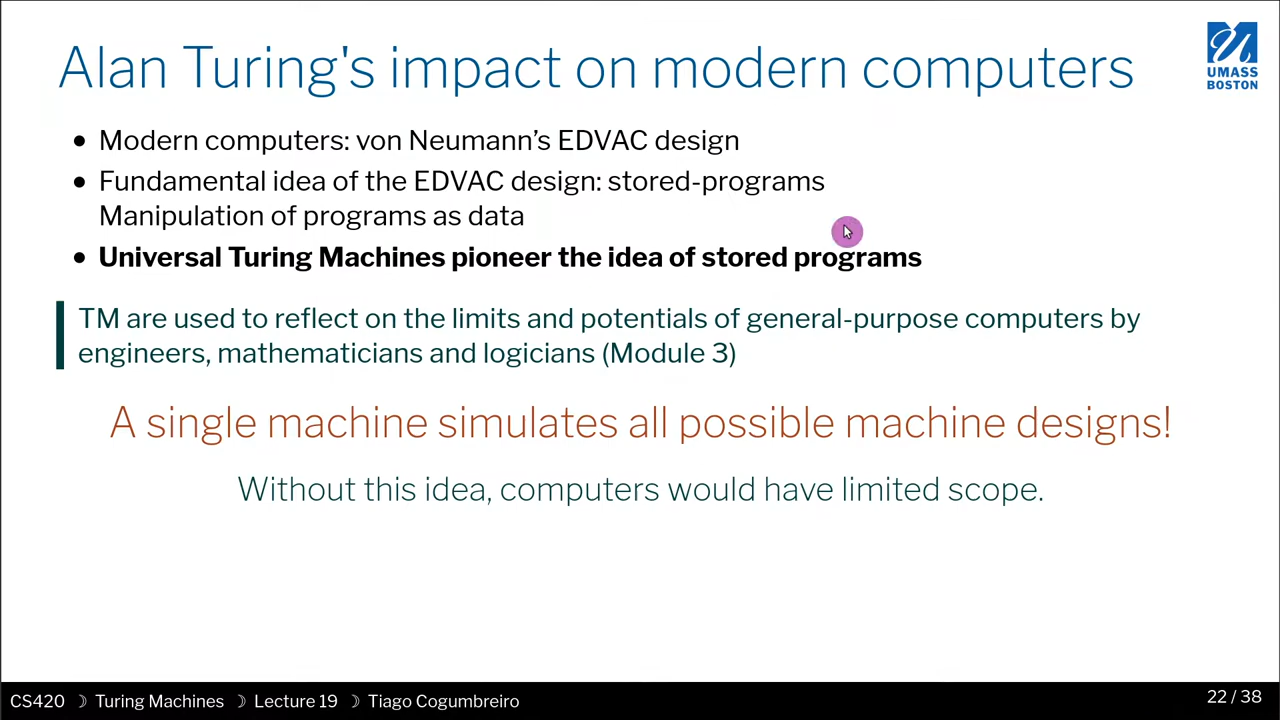 Alan Turing's impact on modern computers
UMASS
BOSTON
● Modern computers: von Neumann’s EDVAC design
● Fundamental idea of the EDVAC design: stored-programs
Manipulation of programs as data
● Universal Turing Machines pioneer the idea of stored programs
TM are used to reflect on the limits and potentials of general-purpose computers by
engineers, mathematicians and logicians (Module 3)
A single machine simulates all possible machine designs!
Without this idea, computers would have limited scope.
CS420 ☽ Turing Machines ☽ Lecture 19 ☽ Tiago Cogumbreiro
22 / 38